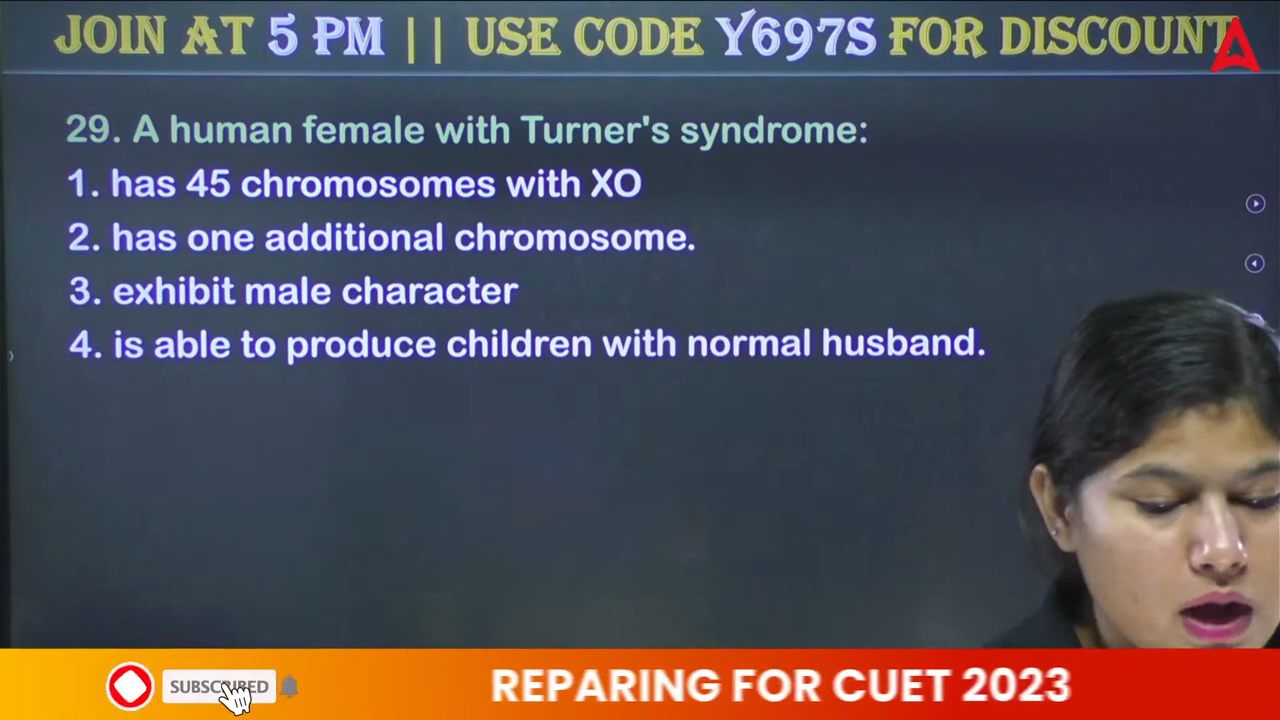 JOIN AT 5 PM || USE CODE Y697S FOR DISCOUNT
29. A human female with Turner's syndrome:
1. has 45 chromosomes with XO
2. has one additional chromosome.
3. exhibit male character
4. is able to produce children with normal husband.
SUBSCRIBED
REPARING FOR CUET 2023